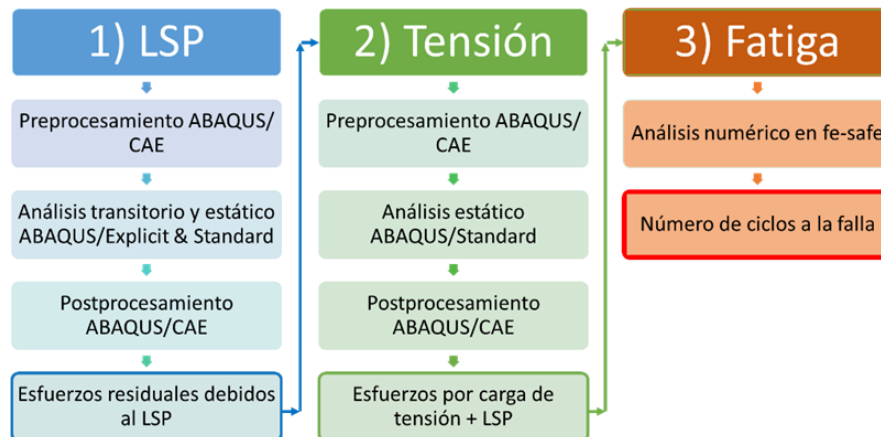 1) LSP
Preprocesamiento ABAQUS/
CAE
Análisis transitorio y estático
ABAQUS/Explicit & Standard
Postprocesamiento
ABAQUS/CAE
Esfuerzos residuales debidos
al LSP
2) Tensión
Preprocesamiento ABAQUS/
CAE
Análisis estático
ABAQUS/Standard
Postprocesamiento
ABAQUS/CAE
Esfuerzos por carga de
tensión + LSP
3) Fatiga
Análisis numérico en fe-safe
Número de ciclos a la falla